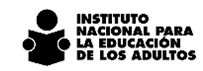 INSTITUTO
NACIONAL PARA
LA EDUCACIÓN
DE LOS ADULTOS